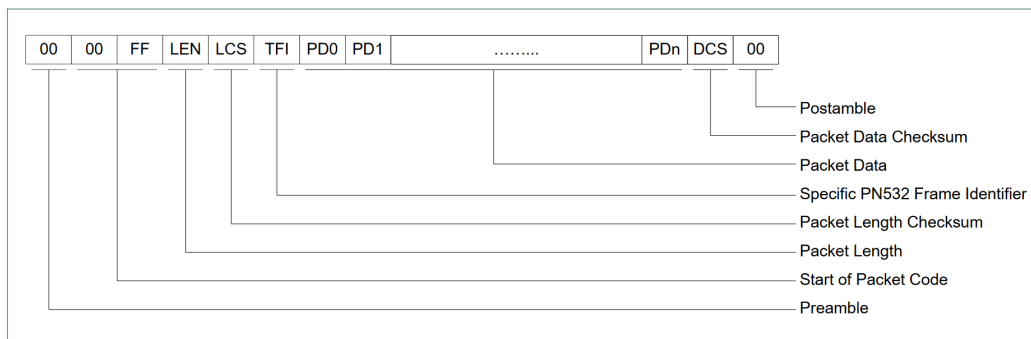 00 00 FF LEN LCS TFI PD0 PD1 ……... PDn DCS 00
Postamble
Packet Data Checksum
Packet Data
Specific PN532 Frame Identifier
Packet Length Checksum
Packet Length
Start of Packet Code
Preamble